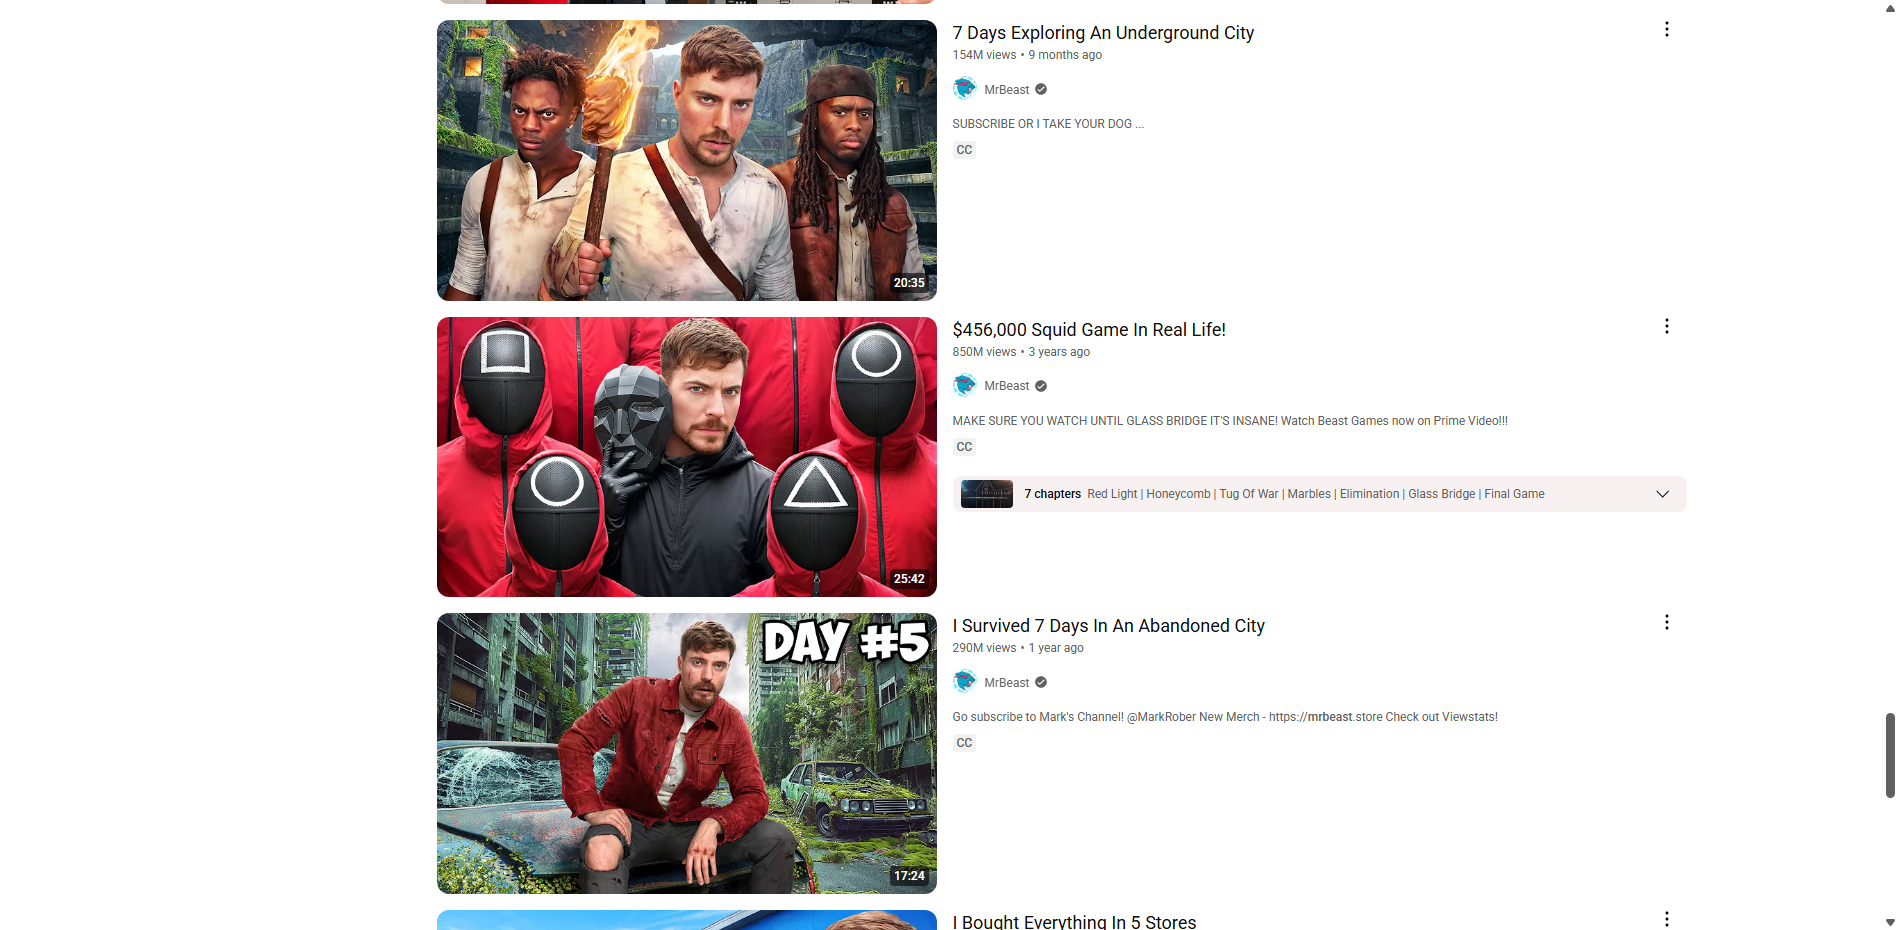 7 Days Exploring An Underground City
154M views • 9 months ago
MrBeast
SUBSCRIBE OR I TAKE YOUR DOG ...
CC
20:35
$456,000 Squid Game In Real Life!
850M views • 3 years ago
MrBeast
MAKE SURE YOU WATCH UNTIL GLASS BRIDGE IT'S INSANE! Watch Beast Games now on Prime Video!!!
CC
7 chapters Red Light | Honeycomb | Tug Of War | Marbles | Elimination | Glass Bridge | Final Game
25:42
DAY #5
I Survived 7 Days In An Abandoned City
290M views • 1 year ago
MrBeast
Go subscribe to Mark's Channel! @MarkRober New Merch - https://mrbeast.store Check out Viewstats!
CC
17:24
I Bought Everything In 5 Stores